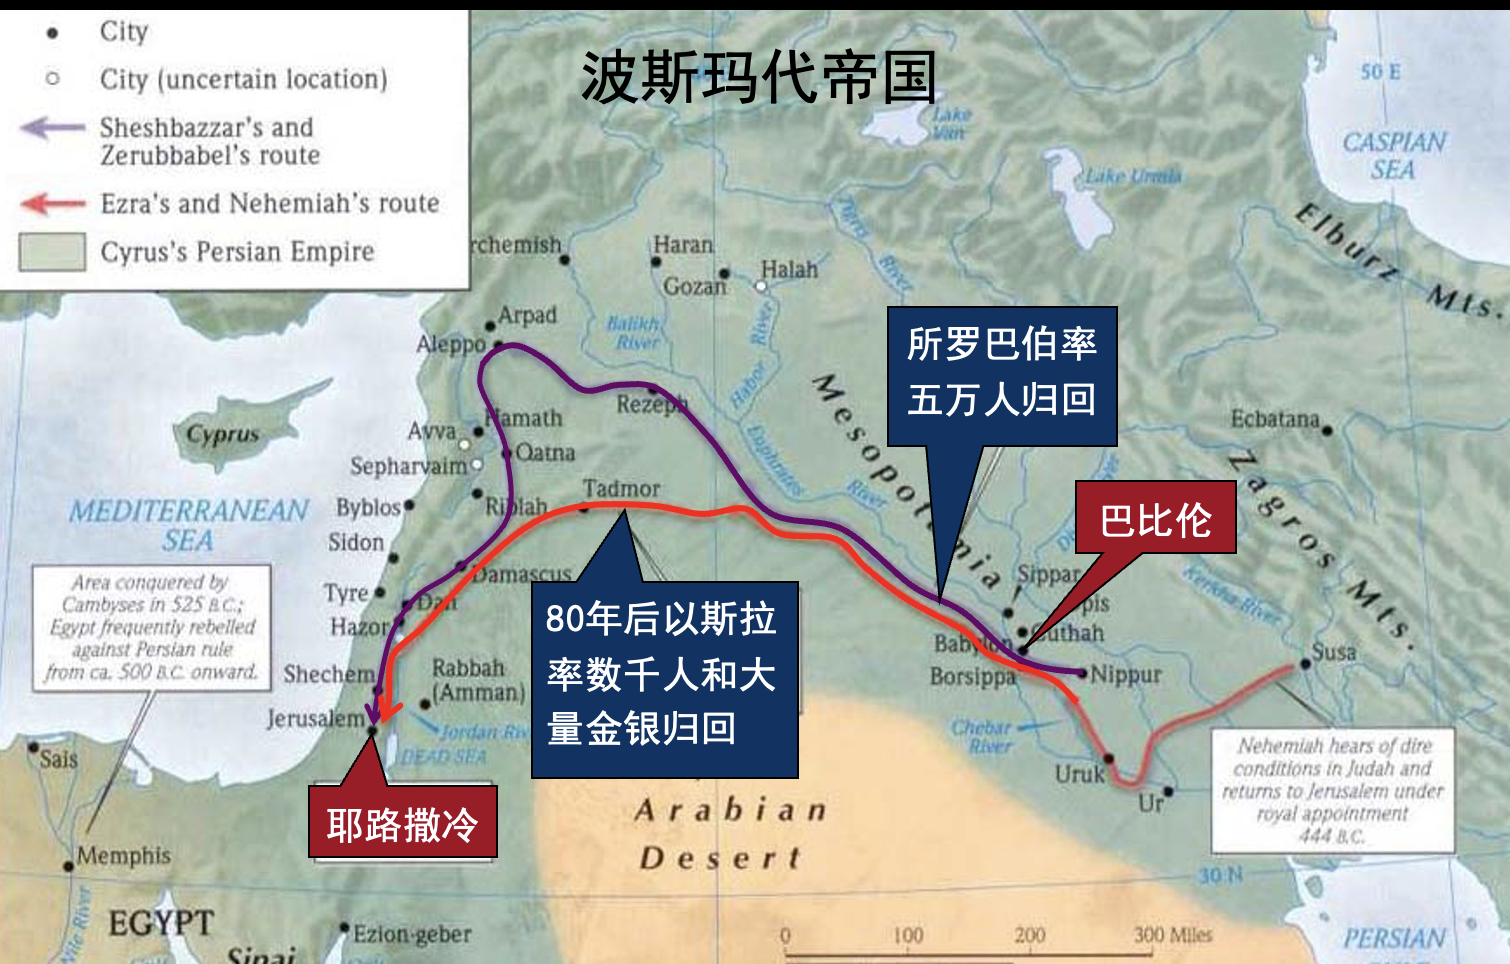 City
波斯玛代帝国
City (uncertain location)
Sheshbazzar's and
Zerubbabel's route
Ezra's and Nehemiah's route
Cyrus's Persian Empire
50 E
CASPIAN
SEA
Lake
Van
Lake Urmia
Elburz Mts.
Tigris
River
rchemish
Haran
Gozan
Halah
Arpad
Aleppo
Balikh
River
Habor
River
所罗巴伯率
五万人归回
Mesopotamia
Rezeph
Cyprus
Avva
Hamath
Qatna
Sepharvaim
Euphrates
River
Ecbatana
Zagros Mts.
MEDITERRANEAN
SEA
Byblos
Riblah
Tadmor
巴比伦
Sidon
Area conquered by
Cambyses in 525 B.C.;
Egypt frequently rebelled
against Persian rule
from ca. 500 B.C. onward.
Tyre
Damascus
Dan
Hazor
80年后以斯拉
率数千人和大
量金银归回
Sippar
pis
Cuthah
Kerkha River
Babylon
Borsippa
Nippur
Susa
Shechem
Rabbah
(Amman)
Jerusalem
Jordan Riv
DEAD SEA
Chebar
River
Uruk
Ur
Nehemiah hears of dire
conditions in Judah and
returns to Jerusalem under
royal appointment
444 B.C.
Sais
耶路撒冷
Arabian
Desert
Memphis
30 N
Nile River
EGYPT
Sinai
Ezion-geber
0 100 200 300 Miles
PERSIAN